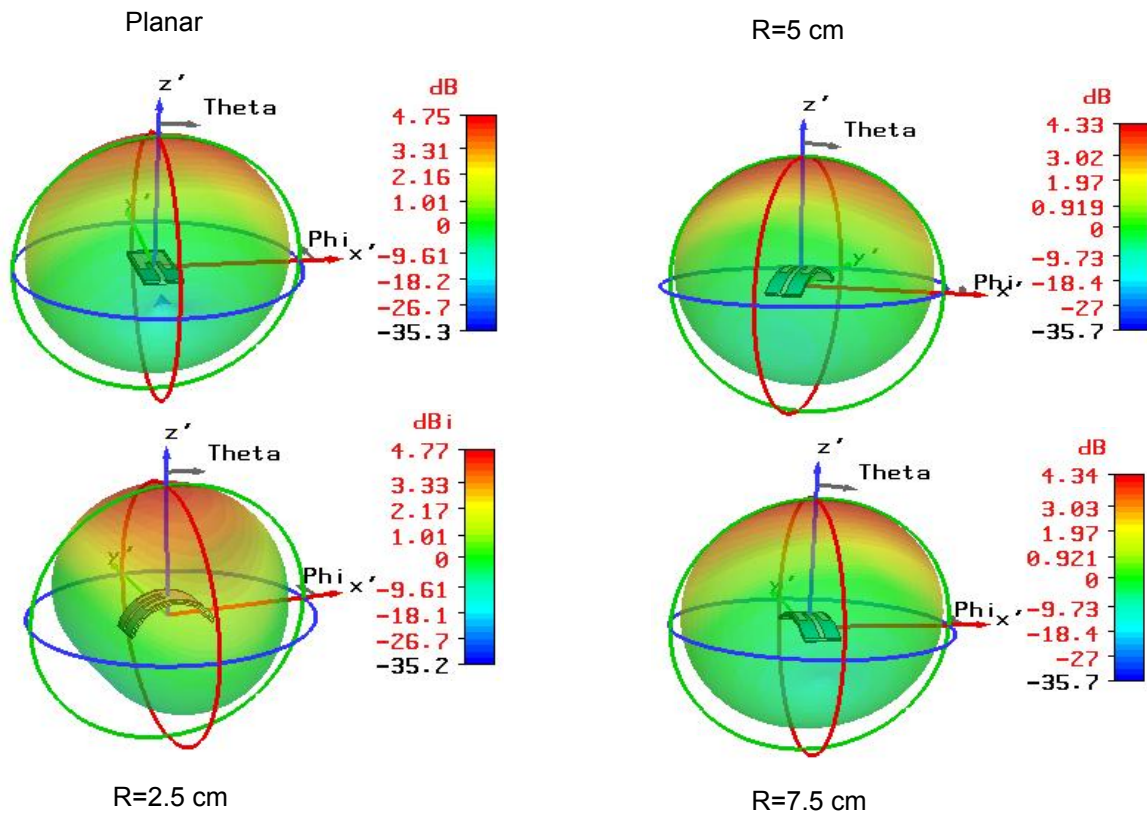 Planar
z'
Theta
y'
Phi
x'
dB
4.75
3.31
2.16
1.01
0
-9.61
-18.2
-26.7
-35.3
R=5 cm
z'
Theta
y'
Phi
x'
dB
4.33
3.02
1.97
0.919
0
-9.73
-18.4
-27
-35.7
z'
Theta
y'
Phi
x'
dBi
4.77
3.33
2.17
1.01
0
-9.61
-18.1
-26.7
-35.2
R=2.5 cm
z'
Theta
y'
Phi
x'
dB
4.34
3.03
1.97
0.921
0
-9.73
-18.4
-27
-35.7
R=7.5 cm